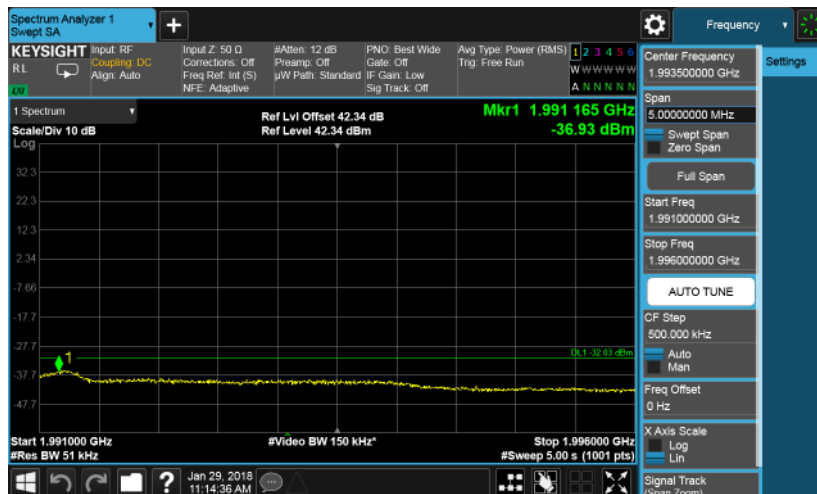 Spectrum Analyzer 1
Swept SA
Frequency
KEYSIGHT
RL
LXI
Input: RF
Coupling: DC
Align: Auto
Input Z: 50 Ω
Corrections: Off
Freq Ref: Int (S)
NFE: Adaptive
#Atten: 12 dB
Preamp: Off
µW Path: Standard
PNO: Best Wide
Gate: Off
IF Gain: Low
Sig Track: Off
Avg Type: Power (RMS)
Trig: Free Run
1 2 3 4 5 6
W W W W W W
A N N N N N
1 Spectrum
Scale/Div 10 dB
Ref Lvl Offset 42.34 dB
Ref Level 42.34 dBm
Mkr1 1.991 165 GHz
-36.93 dBm
Log
32.3
22.3
12.3
2.34
-7.66
-17.7
-27.7
-37.7
-47.7
1
DL1 -32.03 dBm
Start 1.991000 GHz
#Res BW 51 kHz
#Video BW 150 kHz*
Stop 1.996000 GHz
#Sweep 5.00 s (1001 pts)
Jan 29, 2018
11:14:36 AM
Center Frequency
1.993500000 GHz
Span
5.00000000 MHz
Swept Span
Zero Span
Full Span
Start Freq
1.991000000 GHz
Stop Freq
1.996000000 GHz
AUTO TUNE
CF Step
500.000 kHz
Auto
Man
Freq Offset
0 Hz
X Axis Scale
Log
Lin
Signal Track
(Span Zoom)
Settings